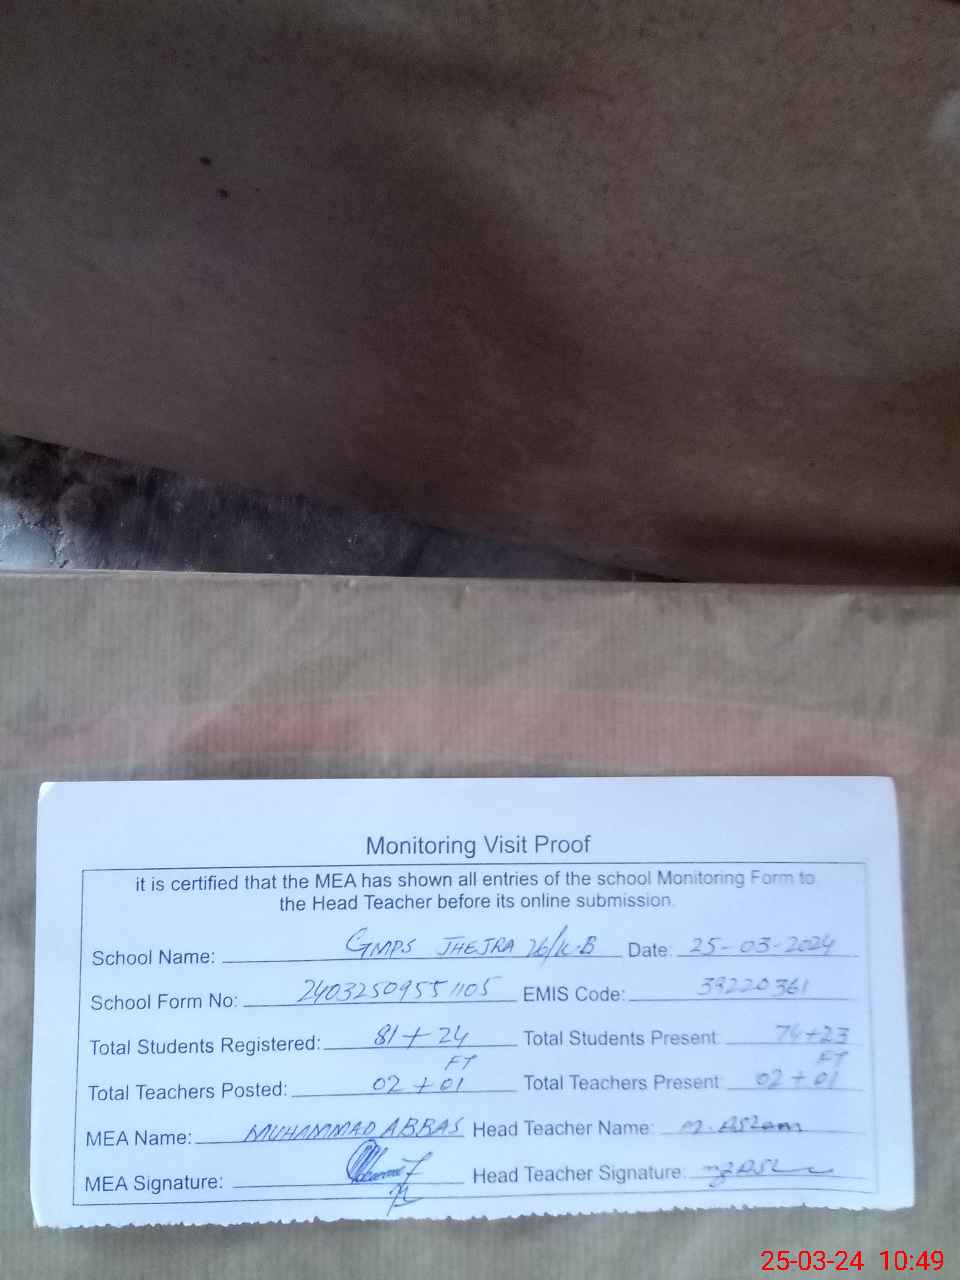 Monitoring Visit Proof
it is certified that the MEA has shown all entries of the school Monitoring Form to
the Head Teacher before its online submission.
School Name: GMPS JHEJRA 26/K-B Date: 25-03-2024
School Form No: 2403250955 1105 EMIS Code: 39220361
Total Students Registered: 81 + 24 Total Students Present: 74+23
FT FT
Total Teachers Posted: 02 + 01 Total Teachers Present: 02 + 01
MEA Name: MUHAMMAD ABBAS Head Teacher Name: M. Aslam
MEA Signature: Head Teacher Signature:
25-03-24 10:49